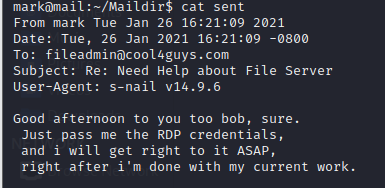 mark@mail:~/Maildir$ cat sent
From mark Tue Jan 26 16:21:09 2021
Date: Tue, 26 Jan 2021 16:21:09 -0800
To: fileadmin@cool4guys.com
Subject: Re: Need Help about File Server
User-Agent: s-nail v14.9.6

Good afternoon to you too bob, sure.
 Just pass me the RDP credentials,
 and i will get right to it ASAP,
 right after i'm done with my current work.